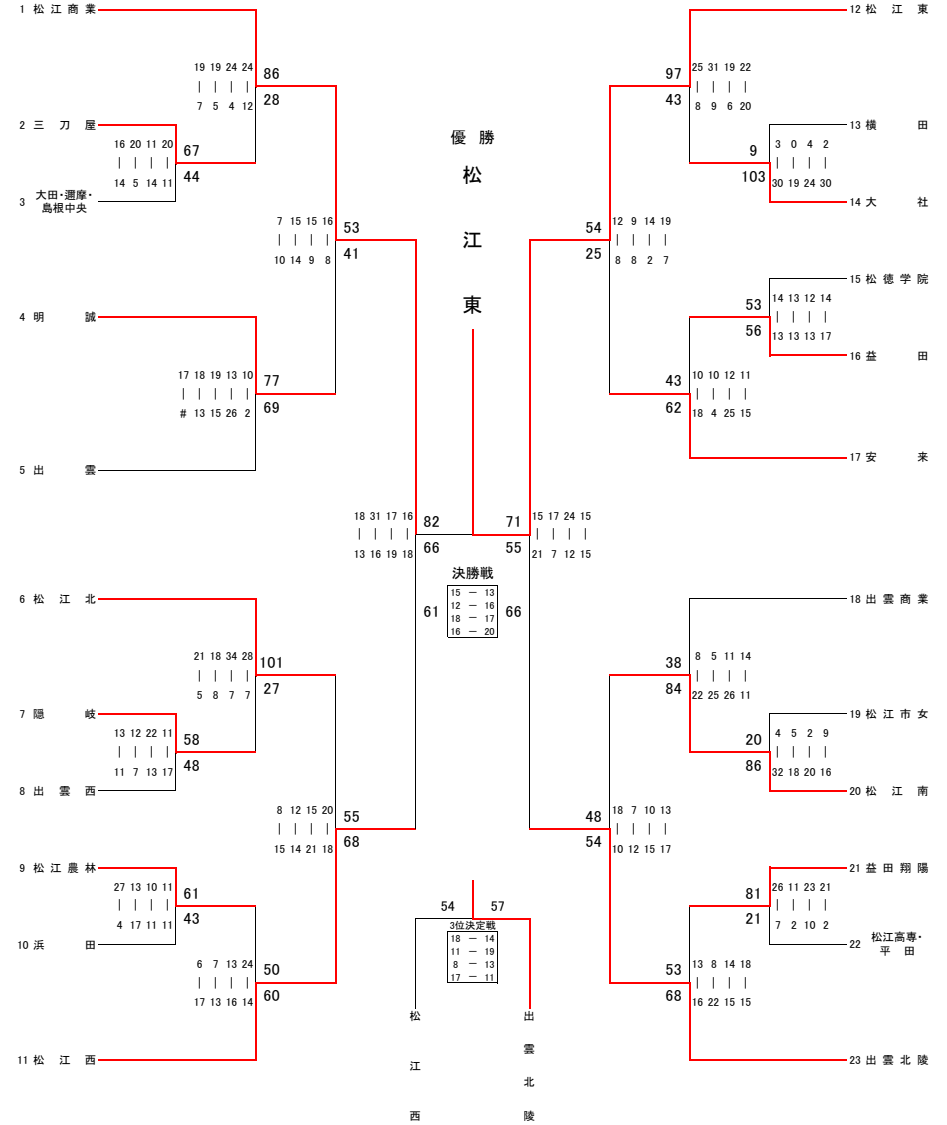 優勝
松江東
1 松江商業
19 19 24 24
| | | |
7 5 4 12
86
28
2 三刀屋
16 20 11 20
| | | |
14 5 14 11
67
44
3 大田・邇摩・
島根中央
7 15 15 16
| | | |
10 14 9 8
53
41
4 明誠
17 18 19 13 10
| | | | |
# 13 15 26 2
77
69
5 出雲
18 31 17 16
| | | |
13 16 19 18
82
66
6 松江北
21 18 34 28
| | | |
5 8 7 7
101
27
7 隠岐
13 12 22 11
| | | |
11 7 13 17
58
48
8 出雲西
8 12 15 20
| | | |
15 14 21 18
55
68
9 松江農林
27 13 10 11
| | | |
4 17 11 11
61
43
10 浜田
6 7 13 24
| | | |
17 13 16 14
50
60
11 松江西
決勝戦
61 66
15 － 13
12 － 16
18 － 17
16 － 20
54 57
3位決定戦
18 － 14
11 － 19
8 － 13
17 － 11
松江西
出雲北陵
12 松江東
97
43
25 31 19 22
| | | |
8 9 6 20
13 横田
9
103
3 0 4 2
| | | |
30 19 24 30
14 大社
54
25
12 9 14 19
| | | |
8 8 2 7
15 松徳学院
53
56
14 13 12 14
| | | |
13 13 13 17
16 益田
43
62
10 10 12 11
| | | |
18 4 25 15
17 安来
71
55
15 17 24 15
| | | |
21 7 12 15
18 出雲商業
38
84
8 5 11 14
| | | |
22 25 26 11
19 松江市女
20
86
4 5 2 9
| | | |
32 18 20 16
20 松江南
48
54
18 7 10 13
| | | |
10 12 15 17
21 益田翔陽
81
21
26 11 23 21
| | | |
7 2 10 2
22 松江高専・
平田
53
68
13 8 14 18
| | | |
16 22 15 15
23 出雲北陵